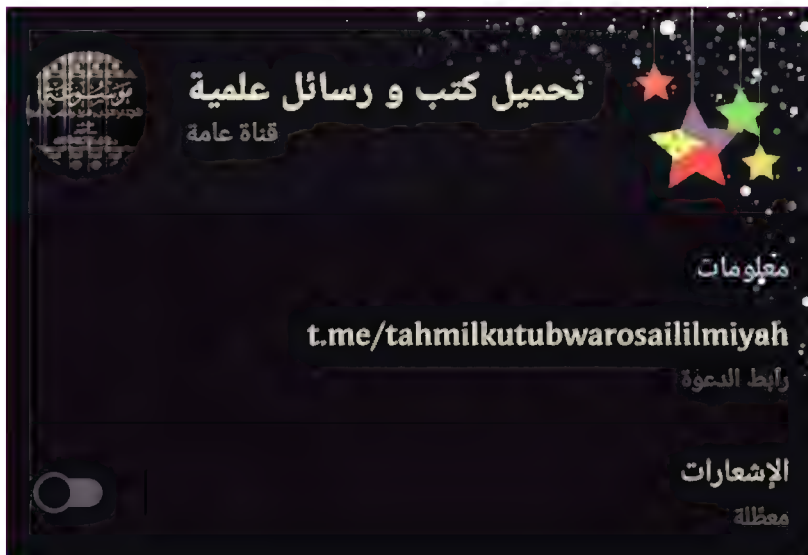 تحميل كتب و رسائل علمية
قناة عامة
معلومات
t.me/tahmilkutubwarosaililmiyah
رابط الدعوة
الإشعارات
معطلة